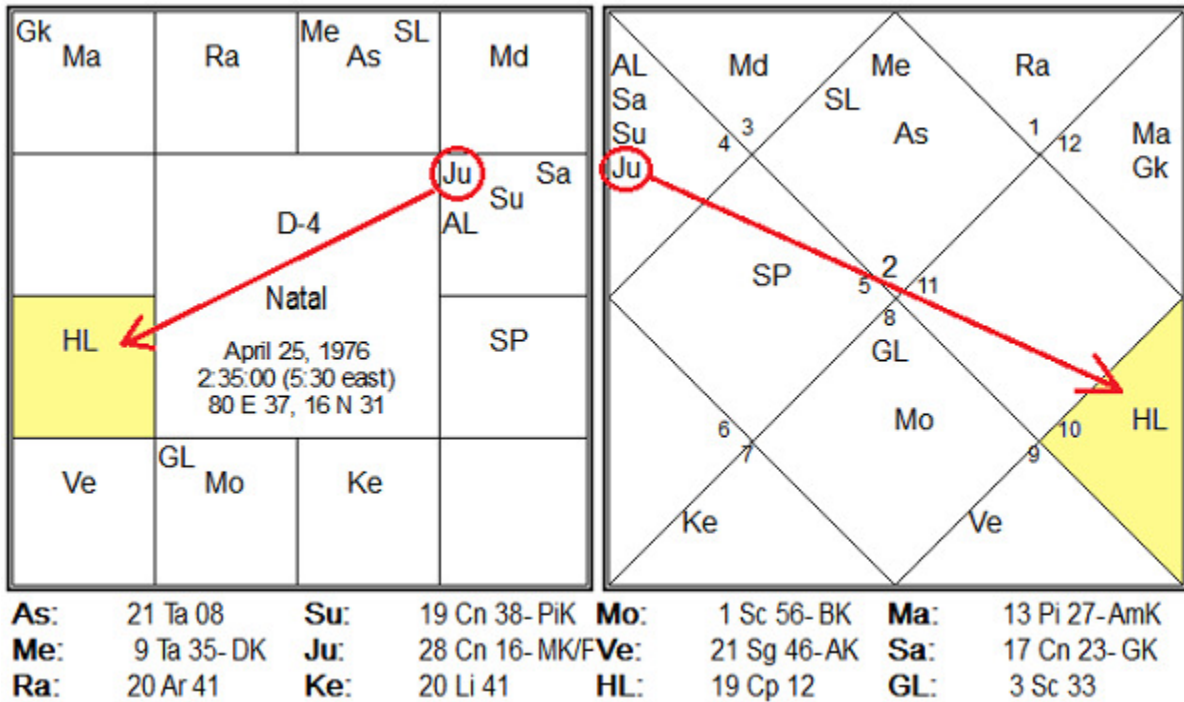 Gk
Ma
Ra
Me SL
As
Md
Ju Sa
Su
AL
D-4
Natal
April 25, 1976
2:35:00 (5:30 east)
80 E 37, 16 N 31
HL
SP
Ve
GL
Mo
Ke
AL
Sa
Su
Ju
Md
Me
SL
As
Ra
Ma
Gk
3
4
1
12
SP
2
5
11
8
GL
Mo
HL
6
7
10
9
Ke
Ve
As: 21 Ta 08 Su: 19 Cn 38- PiK Mo: 1 Sc 56- BK Ma: 13 Pi 27- AmK
Me: 9 Ta 35- DK Ju: 28 Cn 16- MK/F Ve: 21 Sg 46- AK Sa: 17 Cn 23- GK
Ra: 20 Ar 41 Ke: 20 Li 41 HL: 19 Cp 12 GL: 3 Sc 33